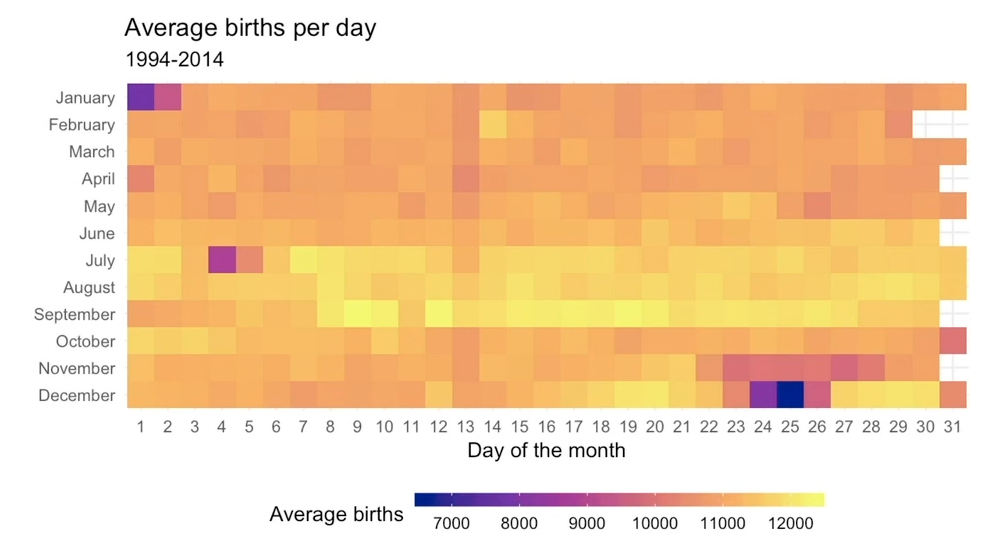 Average births per day
1994-2014
January
February
March
April
May
June
July
August
September
October
November
December
1 2 3 4 5 6 7 8 9 10 11 12 13 14 15 16 17 18 19 20 21 22 23 24 25 26 27 28 29 30 31
Day of the month
Average births
7000 8000 9000 10000 11000 12000